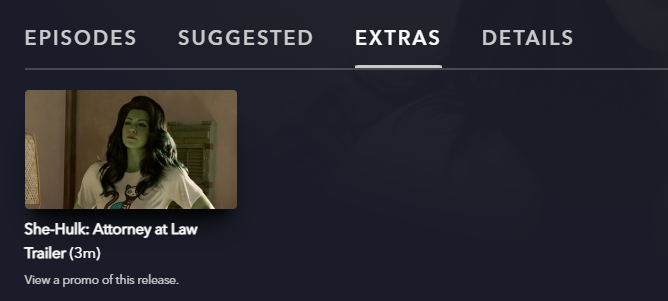 EPISODES SUGGESTED EXTRAS DETAILS
She-Hulk: Attorney at Law
Trailer (3m)
View a promo of this release.